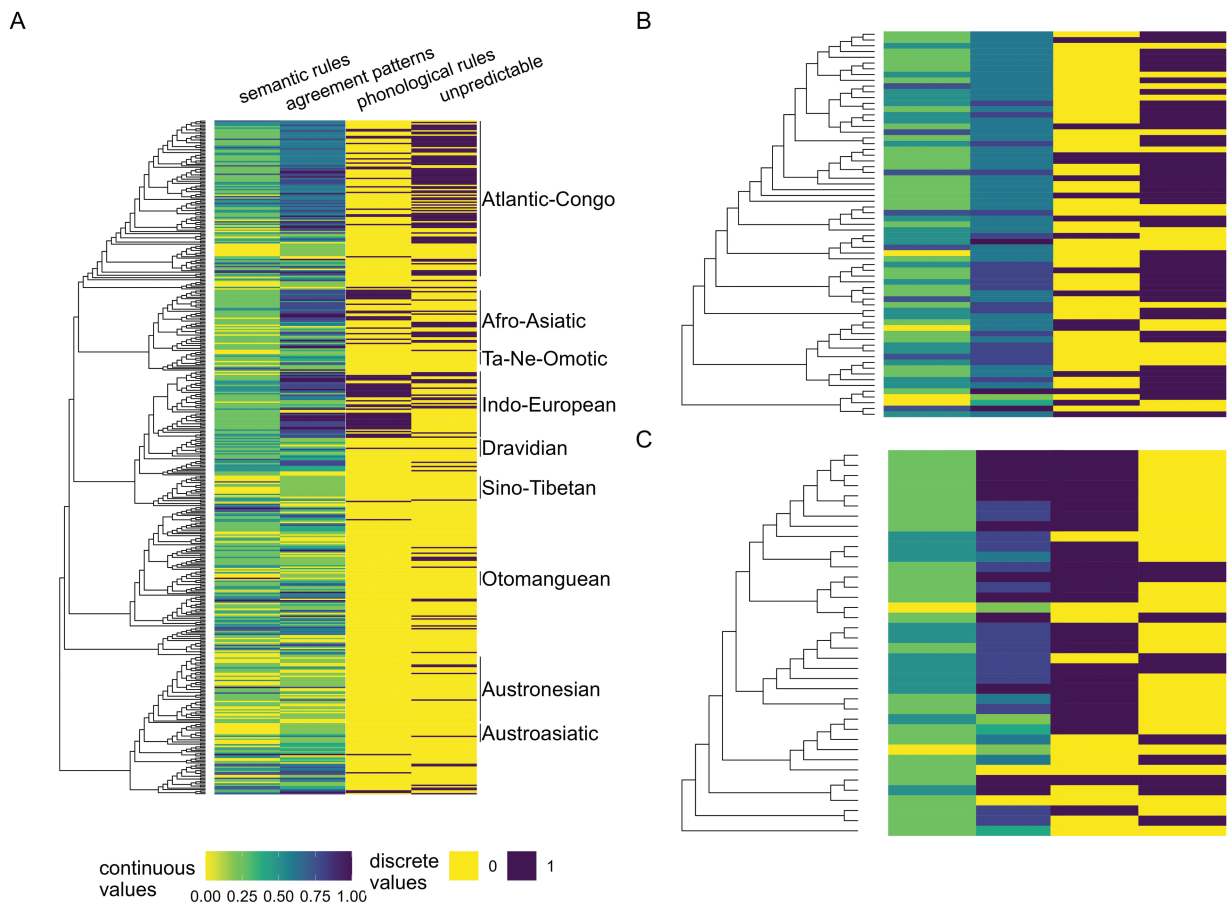 A
B
semantic rules
agreement patterns
phonological rules
unpredictable
Atlantic-Congo
Afro-Asiatic
Ta-Ne-Omotic
Indo-European
Dravidian
C
Sino-Tibetan
Otomanguean
Austronesian
Austroasiatic
continuous
values
0.00 0.25 0.50 0.75 1.00
discrete
values
0 1